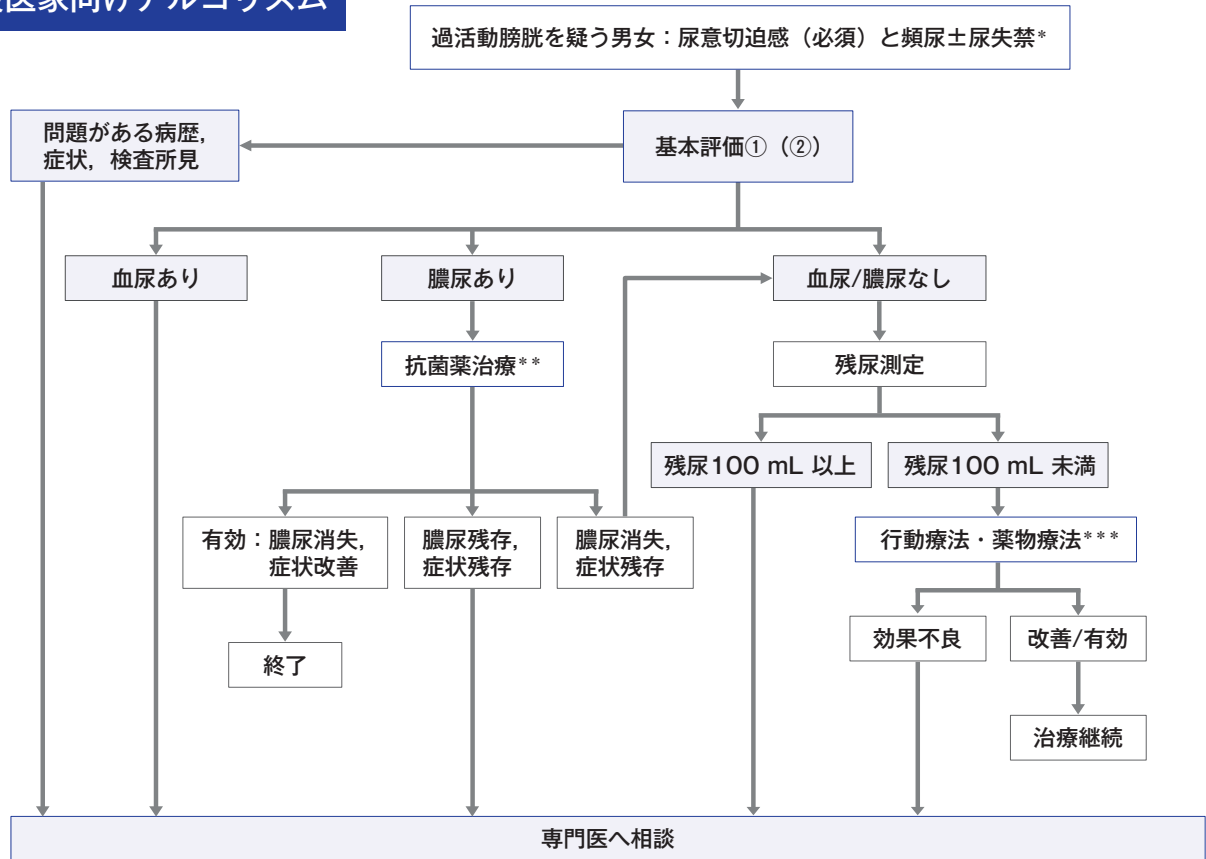 医家向けアルゴリズム
過活動膀胱を疑う男女：尿意切迫感（必須）と頻尿±尿失禁*
問題がある病歴，
症状，検査所見
基本評価①（②）
血尿あり
膿尿あり
血尿/膿尿なし
抗菌薬治療**
残尿測定
残尿100 mL 以上
残尿100 mL 未満
有効：膿尿消失，
症状改善
膿尿残存，
症状残存
膿尿消失，
症状残存
行動療法・薬物療法***
終了
効果不良
改善/有効
治療継続
専門医へ相談